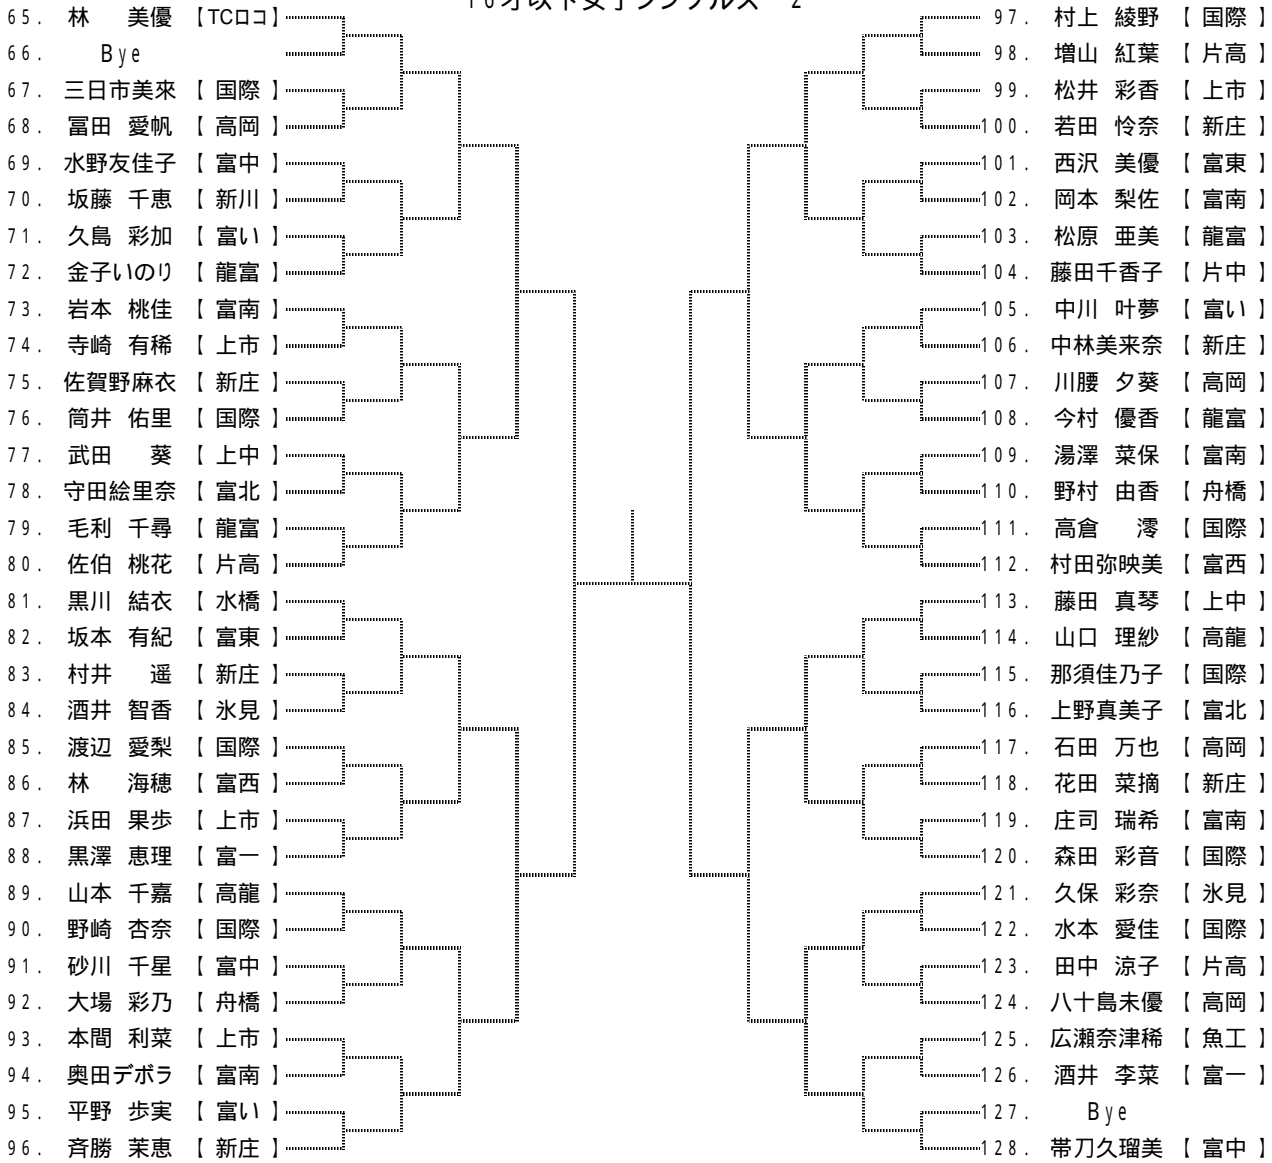 16才以下女子シングルス 2
65. 林 美優 【TCロコ】
66. Bye
67. 三日市美來 【 国際 】
68. 冨田 愛帆 【 高岡 】
69. 水野友佳子 【 富中 】
70. 坂藤 千恵 【 新川 】
71. 久島 彩加 【 富い 】
72. 金子いのり 【 龍富 】
73. 岩本 桃佳 【 富南 】
74. 寺崎 有稀 【 上市 】
75. 佐賀野麻衣 【 新庄 】
76. 筒井 佑里 【 国際 】
77. 武田 葵 【 上中 】
78. 守田絵里奈 【 富北 】
79. 毛利 千尋 【 龍富 】
80. 佐伯 桃花 【 片高 】
81. 黒川 結衣 【 水橋 】
82. 坂本 有紀 【 富東 】
83. 村井 遥 【 新庄 】
84. 酒井 智香 【 氷見 】
85. 渡辺 愛梨 【 国際 】
86. 林 海穂 【 富西 】
87. 浜田 果歩 【 上市 】
88. 黒澤 恵理 【 富一 】
89. 山本 千嘉 【 高龍 】
90. 野崎 杏奈 【 国際 】
91. 砂川 千星 【 富中 】
92. 大場 彩乃 【 舟橋 】
93. 本間 利菜 【 上市 】
94. 奥田デボラ 【 富南 】
95. 平野 歩実 【 富い 】
96. 斉勝 茉恵 【 新庄 】
97. 村上 綾野 【 国際 】
98. 増山 紅葉 【 片高 】
99. 松井 彩香 【 上市 】
100. 若田 怜奈 【 新庄 】
101. 西沢 美優 【 富東 】
102. 岡本 梨佐 【 富南 】
103. 松原 亜美 【 龍富 】
104. 藤田千香子 【 片中 】
105. 中川 叶夢 【 富い 】
106. 中林美来奈 【 新庄 】
107. 川腰 夕葵 【 高岡 】
108. 今村 優香 【 龍富 】
109. 湯澤 菜保 【 富南 】
110. 野村 由香 【 舟橋 】
111. 高倉 澪 【 国際 】
112. 村田弥映美 【 富西 】
113. 藤田 真琴 【 上中 】
114. 山口 理紗 【 高龍 】
115. 那須佳乃子 【 国際 】
116. 上野真美子 【 富北 】
117. 石田 万也 【 高岡 】
118. 花田 菜摘 【 新庄 】
119. 庄司 瑞希 【 富南 】
120. 森田 彩音 【 国際 】
121. 久保 彩奈 【 氷見 】
122. 水本 愛佳 【 国際 】
123. 田中 涼子 【 片高 】
124. 八十島未優 【 高岡 】
125. 広瀬奈津稀 【 魚工 】
126. 酒井 李菜 【 富一 】
127. Bye
128. 帯刀久瑠美 【 富中 】